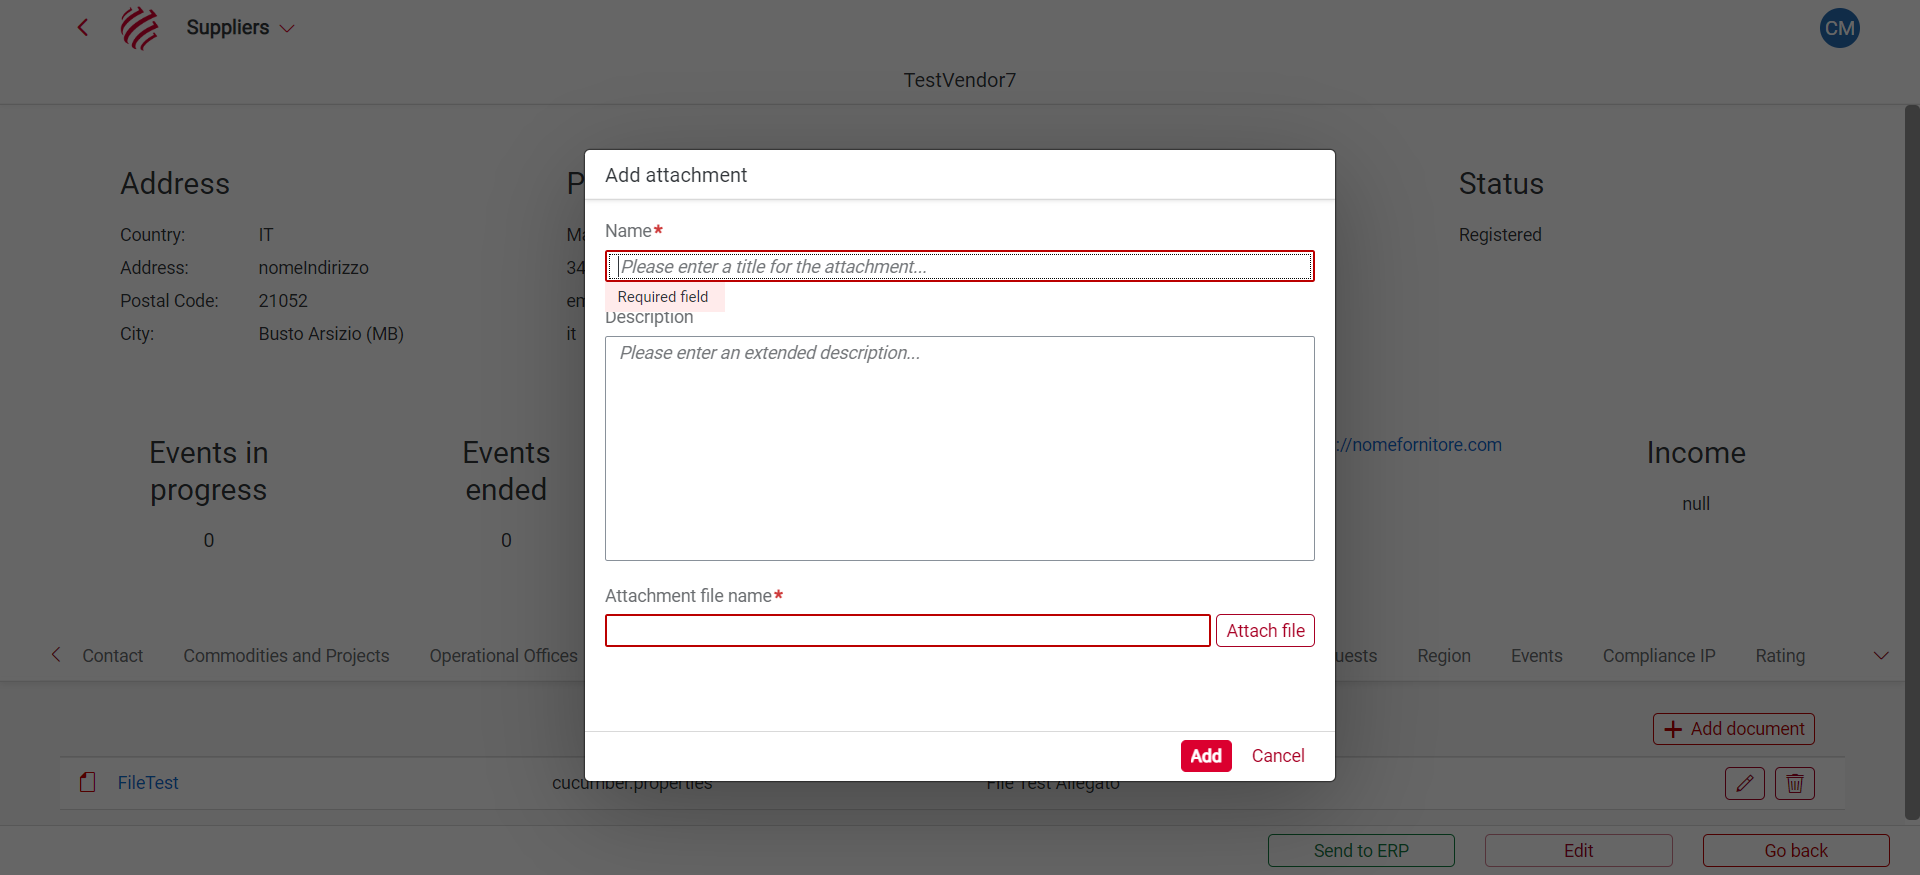 Suppliers
CM
TestVendor7
Address
Country: IT
Address: nomeIndirizzo
Postal Code: 21052
City: Busto Arsizio (MB)
P
Ma
34
em
it
Status
Registered
Add attachment
Name*
Please enter a title for the attachment...
Required field
Description
Please enter an extended description...
Attachment file name*
Attach file
Add Cancel
Events in
progress
0
Events
ended
0
://nomefornitore.com
Income
null
Contact Commodities and Projects Operational Offices uests Region Events Compliance IP Rating
Add document
FileTest cucumber.properties File Test Allegato
Send to ERP Edit Go back